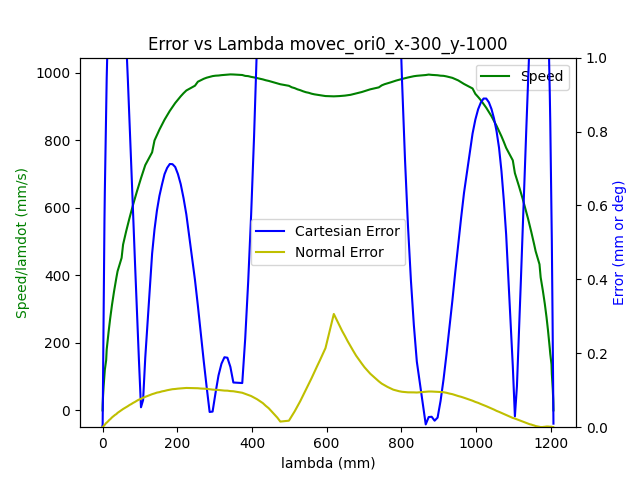 Error vs Lambda movec_ori0_x-300_y-1000
Speed
Cartesian Error
Normal Error
Speed/lamdot (mm/s)
1000
800
600
400
200
0
Error (mm or deg)
1.0
0.8
0.6
0.4
0.2
0.0
0 200 400 600 800 1000 1200
lambda (mm)